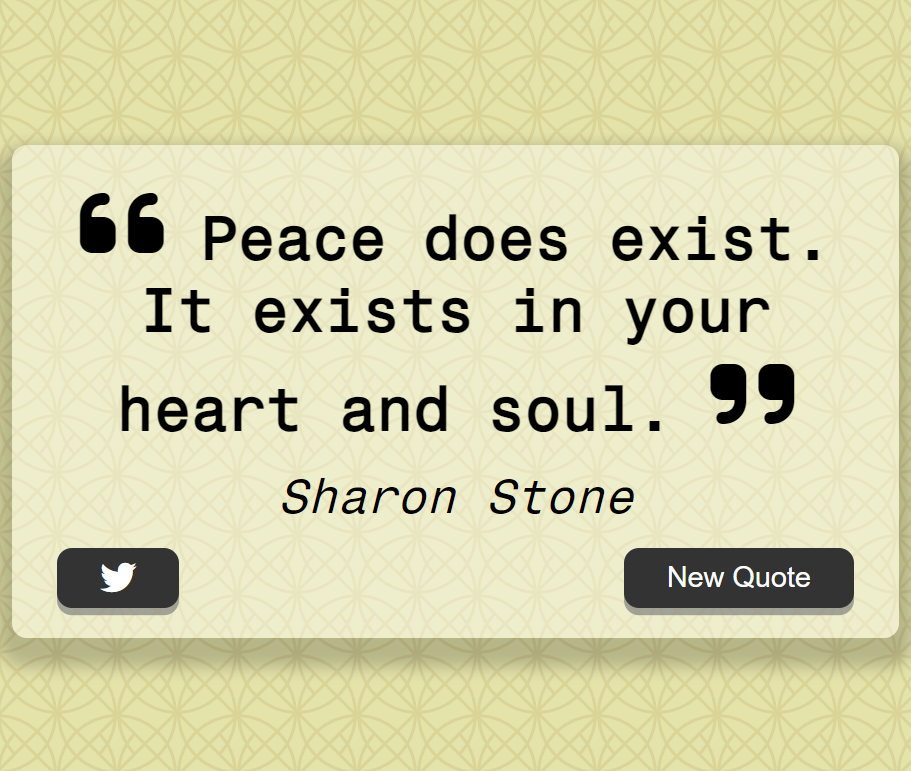 “ Peace does exist.
It exists in your
heart and soul. ”
Sharon Stone
New Quote